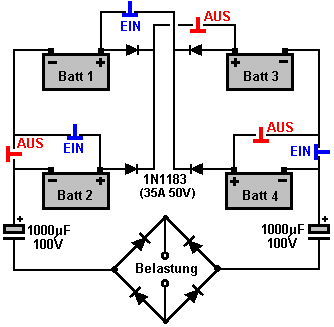 EIN
AUS
- +
Batt 1
+ -
Batt 3
AUS
EIN
AUS
EIN
- +
Batt 2
1N1183
(35A 50V)
+ -
Batt 4
+
1000µF
100V
+
1000µF
100V
Belastung